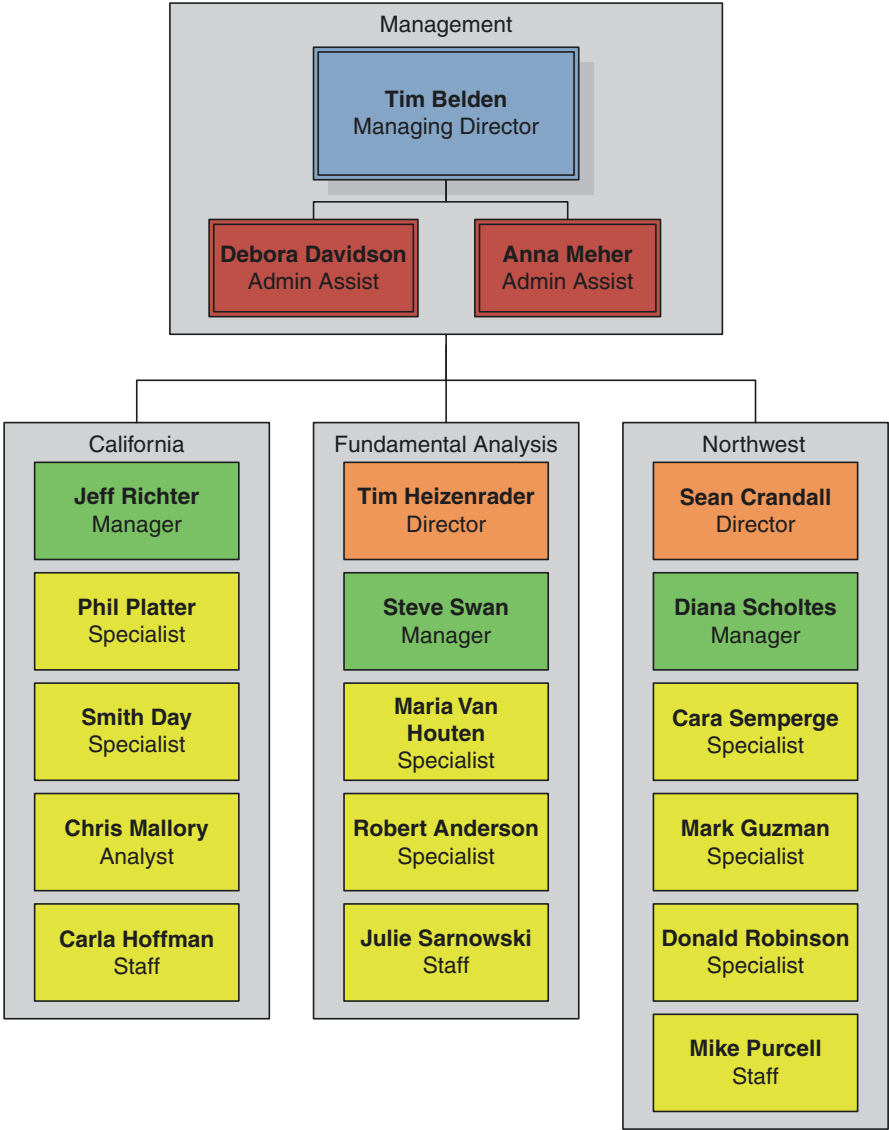 Management
Tim Belden
Managing Director
Debora Davidson
Admin Assist
Anna Meher
Admin Assist
California
Jeff Richter
Manager
Phil Platter
Specialist
Smith Day
Specialist
Chris Mallory
Analyst
Carla Hoffman
Staff
Fundamental Analysis
Tim Heizenrader
Director
Steve Swan
Manager
Maria Van
Houten
Specialist
Robert Anderson
Specialist
Julie Sarnowski
Staff
Northwest
Sean Crandall
Director
Diana Scholtes
Manager
Cara Semperge
Specialist
Mark Guzman
Specialist
Donald Robinson
Specialist
Mike Purcell
Staff